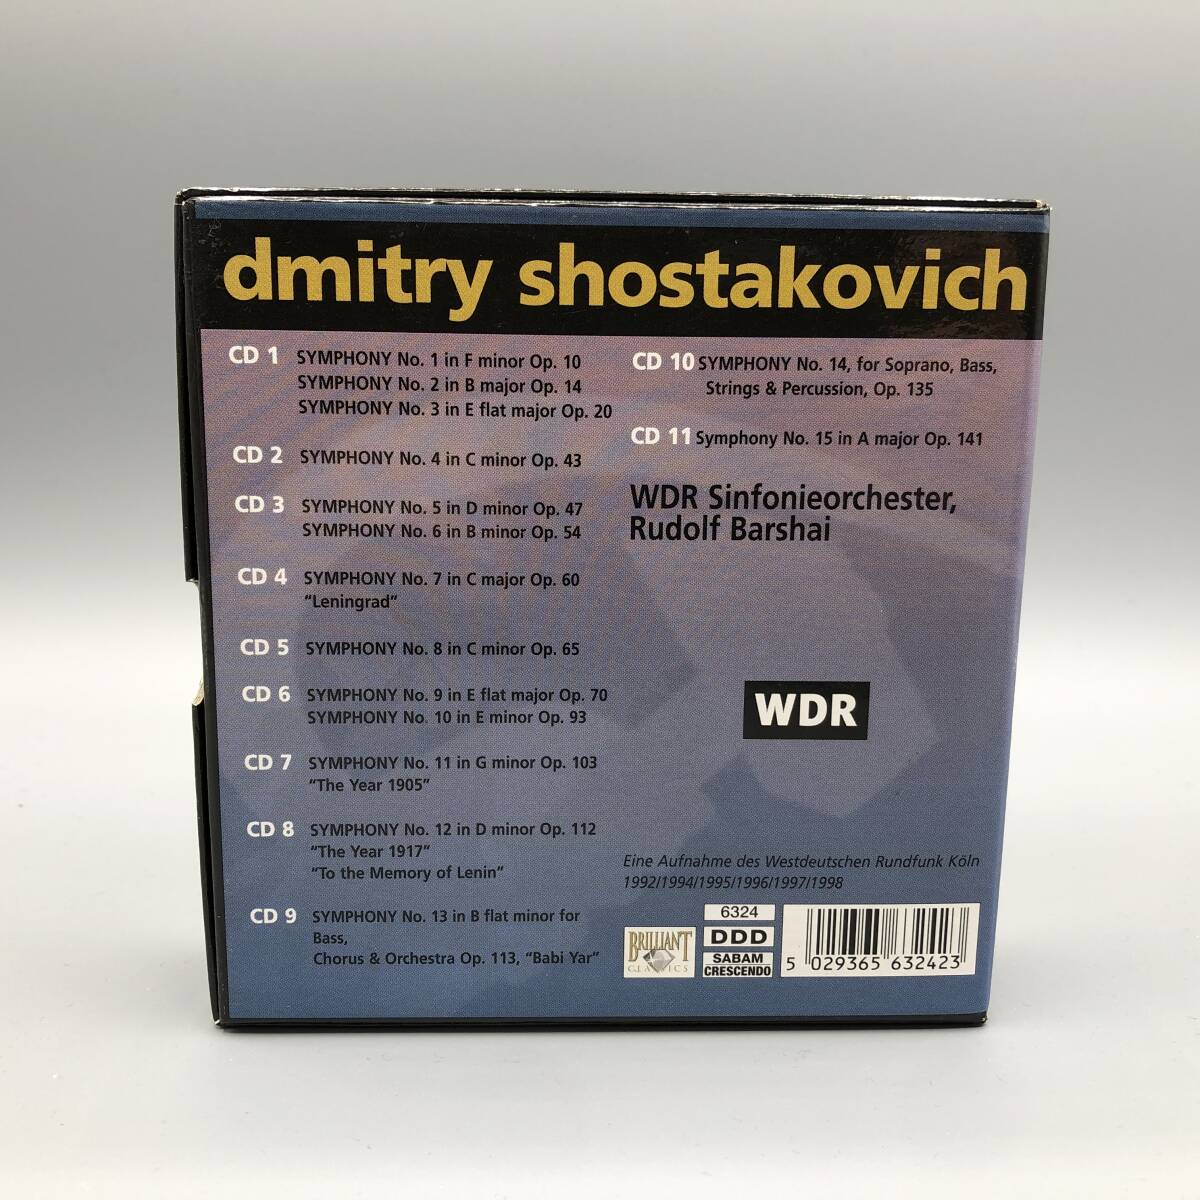 dmitry shostakovich
CD 1 SYMPHONY No. 1 in F minor Op. 10
SYMPHONY No. 2 in B major Op. 14
SYMPHONY No. 3 in E flat major Op. 20
CD 2 SYMPHONY No. 4 in C minor Op. 43
CD 3 SYMPHONY No. 5 in D minor Op. 47
SYMPHONY No. 6 in B minor Op. 54
CD 4 SYMPHONY No. 7 in C major Op. 60
“Leningrad”
CD 5 SYMPHONY No. 8 in C minor Op. 65
CD 6 SYMPHONY No. 9 in E flat major Op. 70
SYMPHONY No. 10 in E minor Op. 93
CD 7 SYMPHONY No. 11 in G minor Op. 103
“The Year 1905”
CD 8 SYMPHONY No. 12 in D minor Op. 112
“The Year 1917”
“To the Memory of Lenin”
CD 9 SYMPHONY No. 13 in B flat minor for
Bass,
Chorus & Orchestra Op. 113, “Babi Yar”
CD 10 SYMPHONY No. 14, for Soprano, Bass,
Strings & Percussion, Op. 135
CD 11 Symphony No. 15 in A major Op. 141
WDR Sinfonieorchester,
Rudolf Barshai
WDR
Eine Aufnahme des Westdeutschen Rundfunk Köln
1992/1994/1995/1996/1997/1998
BRILLIANT
CLASSICS
6324
DDD
SABAM
CRESCENDO
5 029365 632423